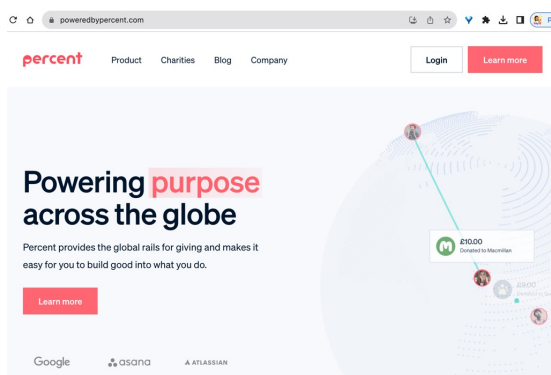 poweredbypercent.com
percent
Product Charities Blog Company
Login
Learn more
Powering purpose
across the globe
Percent provides the global rails for giving and makes it
easy for you to build good into what you do.
Learn more
£10.00
Donated to Macmillan
£9.00
Google asana ATLASSIAN